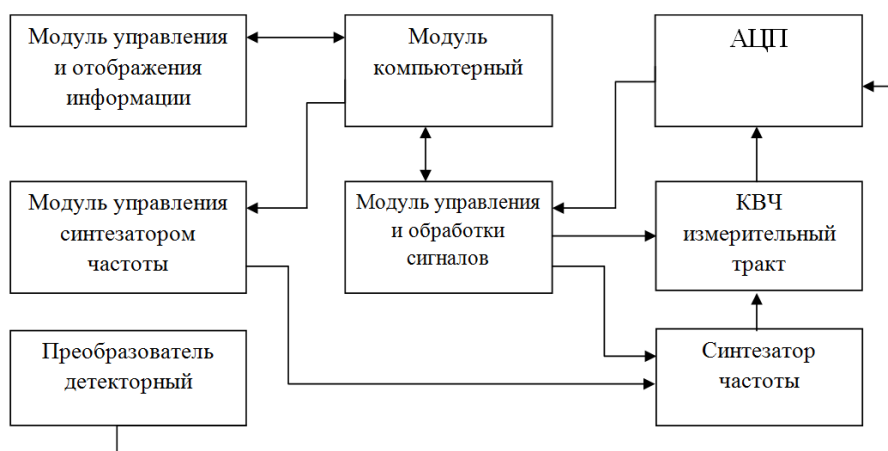 Модуль управления
и отображения
информации
Модуль
компьютерный
АЦП
Модуль управления
синтезатором
частоты
Модуль управления
и обработки
сигналов
КВЧ
измерительный
тракт
Преобразователь
детекторный
Синтезатор
частоты